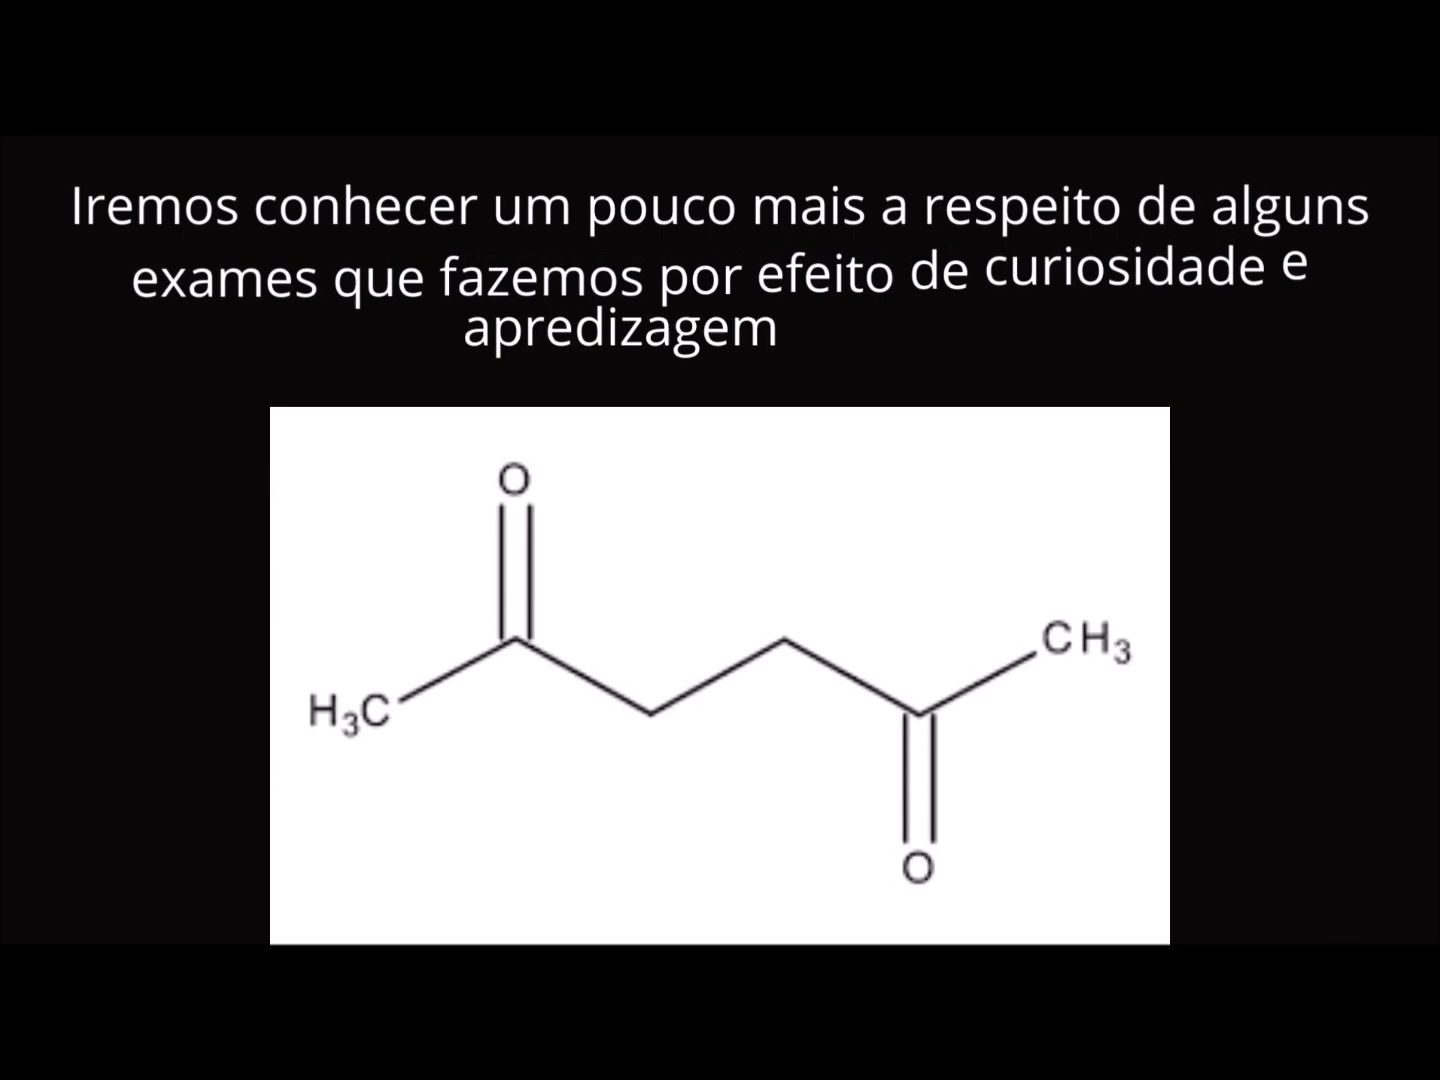 Iremos conhecer um pouco mais a respeito de alguns
exames que fazemos por efeito de curiosidade e
apredizagem
O
CH3
H3C
O